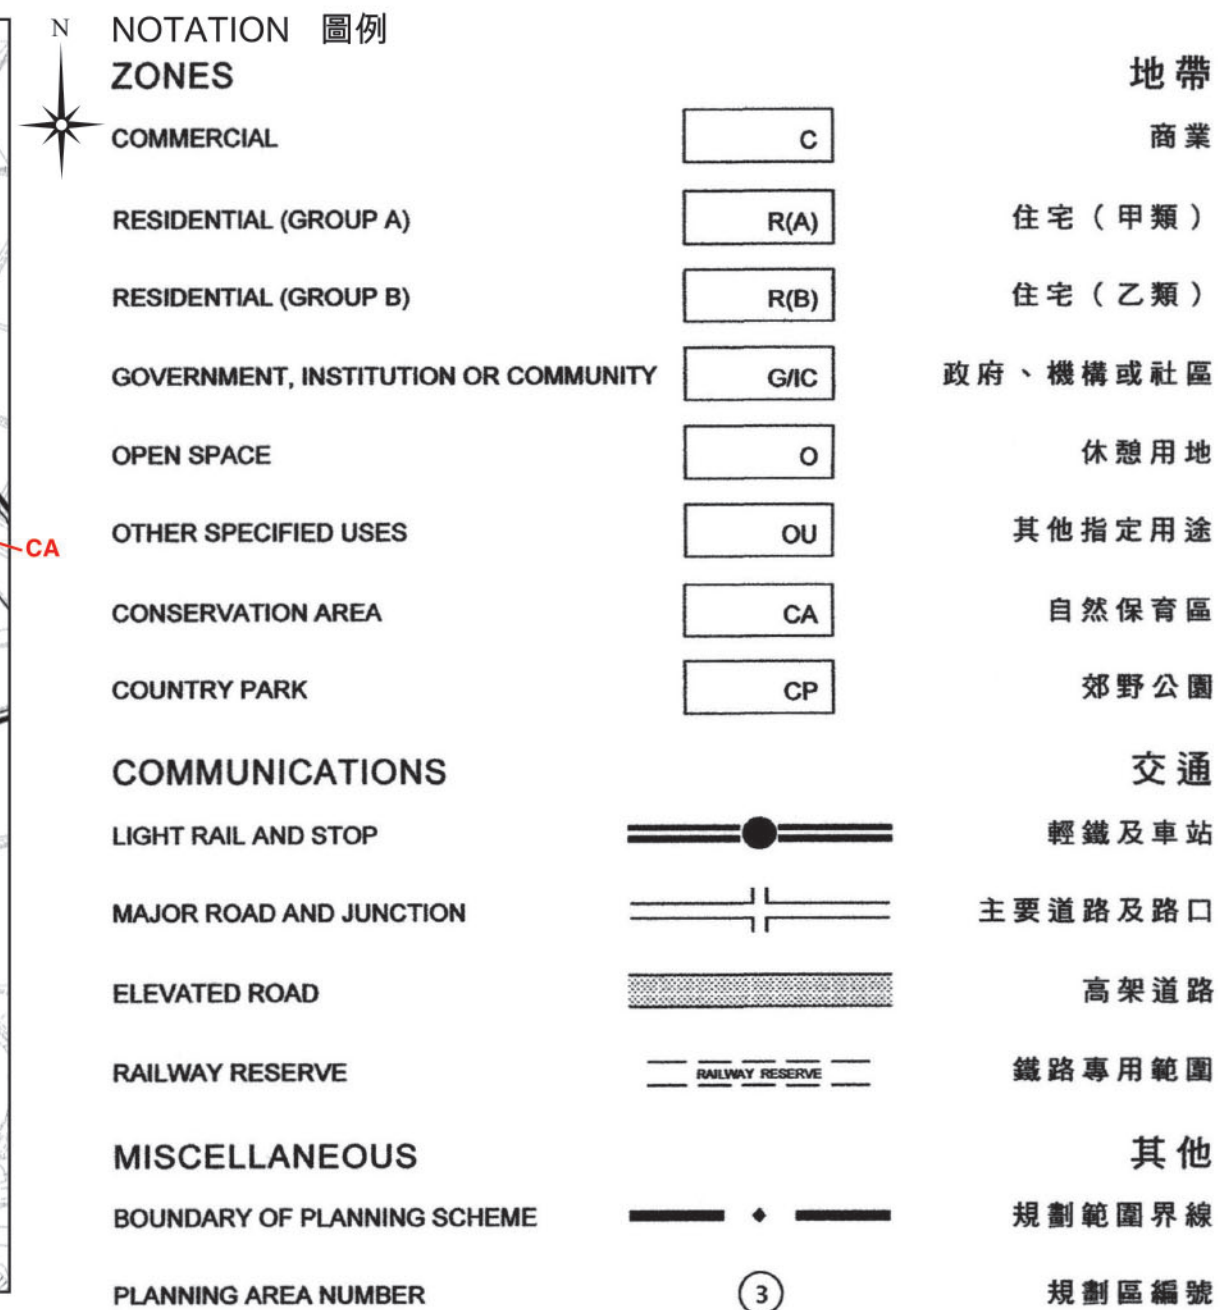 N
NOTATION 圖例
ZONES 地帶
COMMERCIAL C 商業
RESIDENTIAL (GROUP A) R(A) 住宅（甲類）
RESIDENTIAL (GROUP B) R(B) 住宅（乙類）
GOVERNMENT, INSTITUTION OR COMMUNITY G/IC 政府、機構或社區
OPEN SPACE O 休憩用地
OTHER SPECIFIED USES OU 其他指定用途
CA
CONSERVATION AREA CA 自然保育區
COUNTRY PARK CP 郊野公園
COMMUNICATIONS 交通
LIGHT RAIL AND STOP 輕鐵及車站
MAJOR ROAD AND JUNCTION 主要道路及路口
ELEVATED ROAD 高架道路
RAILWAY RESERVE RAILWAY RESERVE 鐵路專用範圍
MISCELLANEOUS 其他
BOUNDARY OF PLANNING SCHEME 規劃範圍界線
PLANNING AREA NUMBER 3 規劃區編號